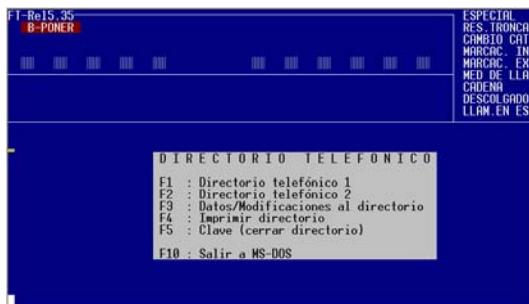 FT-Rel5.35
B-PONER
ESPECIAL
RES.TRONCA
CAMBIO CAT
MARCAC. IN
MARCAC. EX
MED DE LLA
CADENA
DESCOLGADO
LLAM.EN ES
DIRECTORIO TELEFONICO
F1 : Directorio telefónico 1
F2 : Directorio telefónico 2
F3 : Datos/Modificaciones al directorio
F4 : Imprimir directorio
F5 : Clave (cerrar directorio)
F10 : Salir a MS-DOS